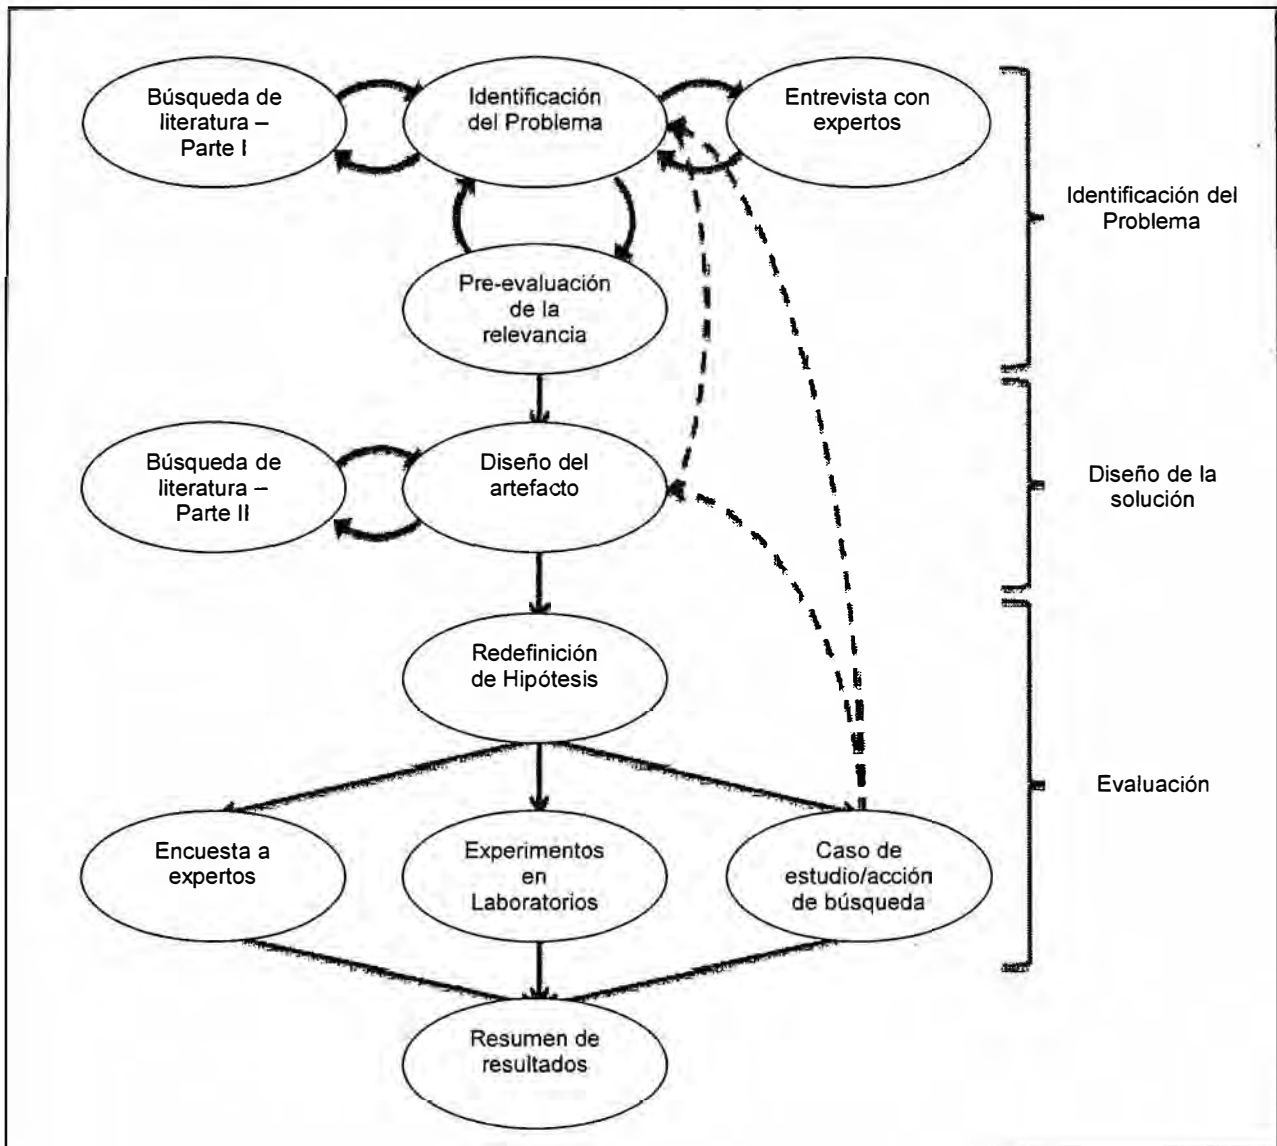 Búsqueda de
literatura –
Parte I
Identificación
del Problema
Entrevista con
expertos
Identificación del
Problema
Pre-evaluación
de la
relevancia
Búsqueda de
literatura –
Parte II
Diseño del
artefacto
Diseño de la
solución
Redefinición
de Hipótesis
Evaluación
Encuesta a
expertos
Experimentos
en
Laboratorios
Caso de
estudio/acción
de búsqueda
Resumen de
resultados